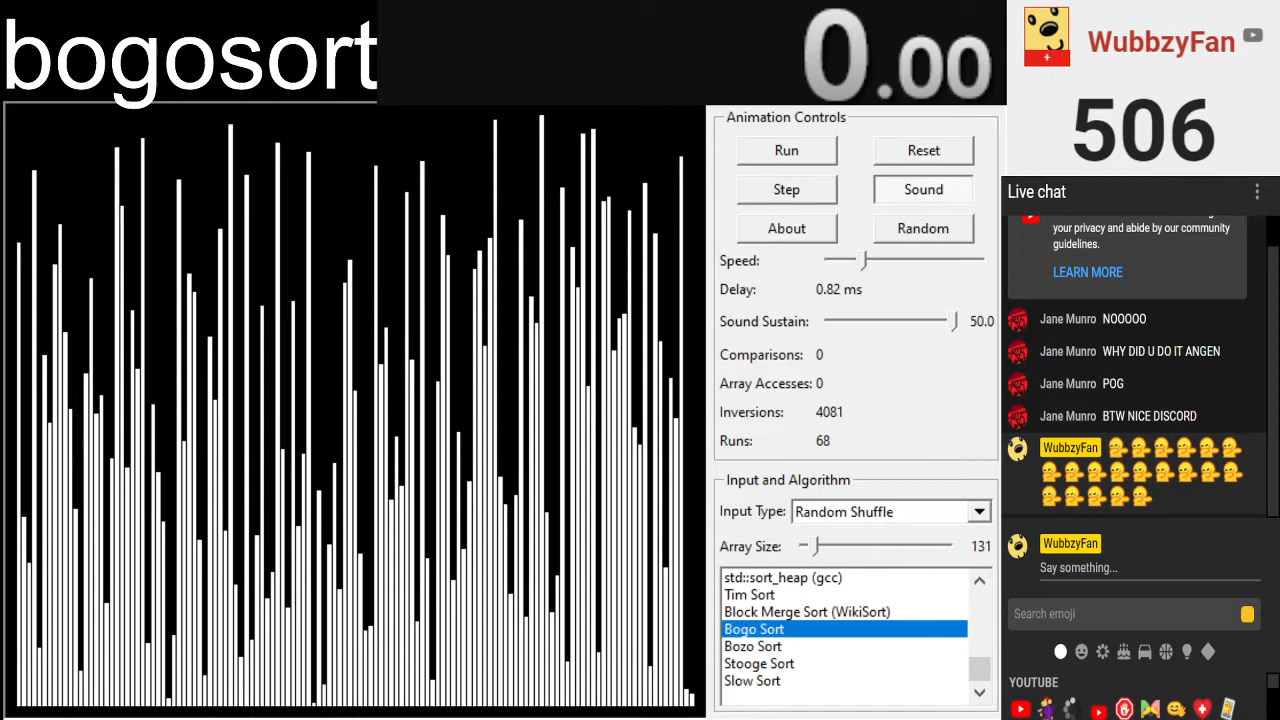 bogosort
0.00
WubbzyFan
506
Animation Controls
Run
Reset
Step
Sound
About
Random
Speed:
Delay: 0.82 ms
Sound Sustain: 50.0
Comparisons: 0
Array Accesses: 0
Inversions: 4081
Runs: 68
Input and Algorithm
Input Type: Random Shuffle
Array Size: 131
std::sort_heap (gcc)
Tim Sort
Block Merge Sort (WikiSort)
Bogo Sort
Bozo Sort
Stooge Sort
Slow Sort
Live chat
your privacy and abide by our community
guidelines.
LEARN MORE
Jane Munro NOOOOO
Jane Munro WHY DID U DO IT ANGEN
Jane Munro POG
Jane Munro BTW NICE DISCORD
WubbzyFan
WubbzyFan
Say something...
Search emoji
YOUTUBE